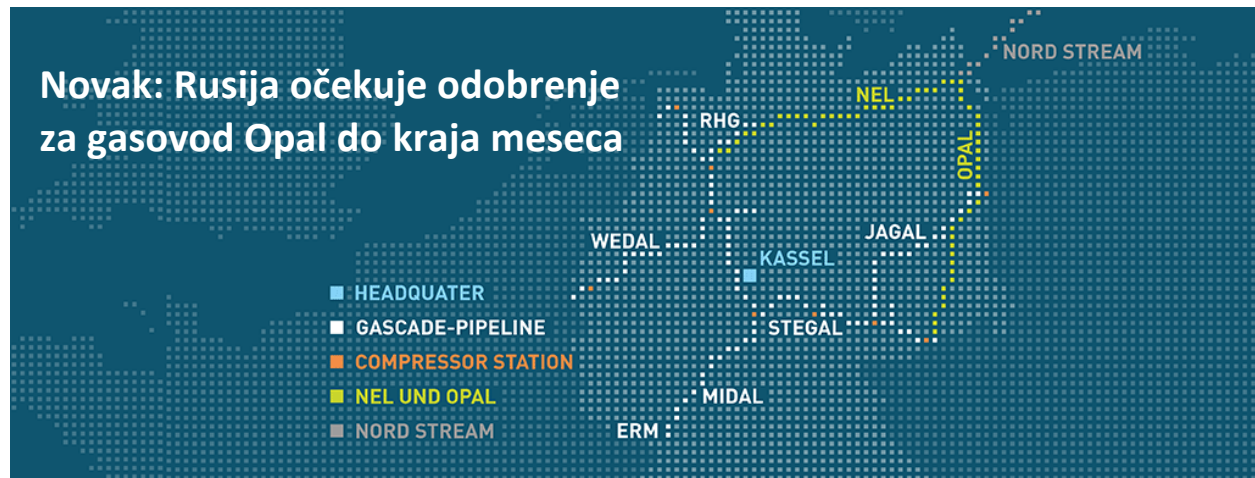 Novak: Rusija očekuje odobrenje
za gasovod Opal do kraja meseca
NORD STREAM
NEL
RHG
OPAL
WEDAL
JAGAL
KASSEL
HEADQUATER
GASCADE-PIPELINE
STEGAL
COMPRESSOR STATION
NEL UND OPAL
MIDAL
NORD STREAM
ERM